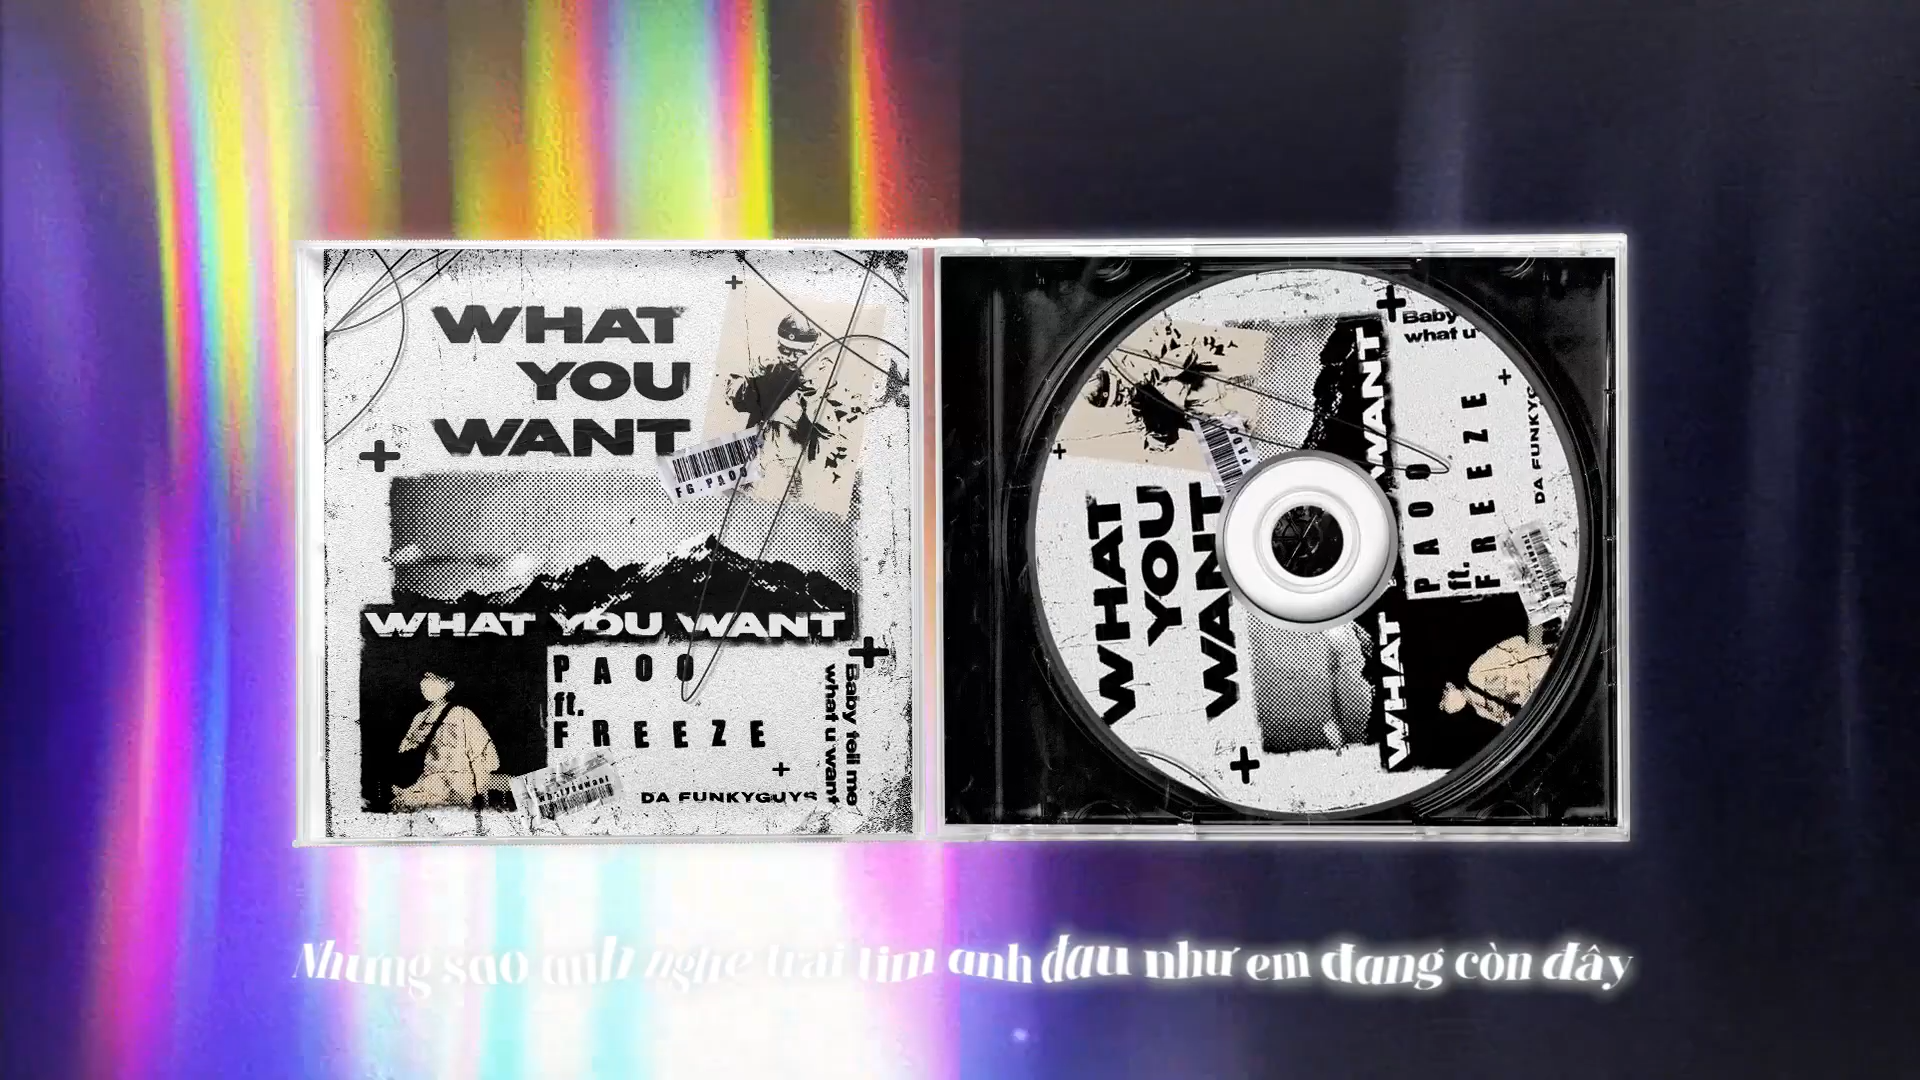 WHAT
YOU
WANT
FG.PAOO
WHAT YOU WANT
PAOO
ft.
FREEZE
Baby tell me
what u want
DA FUNKYGUYS
Baby
what u
WHAT
YOU
WANT
WHAT
WANT
PAOO
ft.
FREEZE
DA FUNKYG
PAOO
Nhưng sao anh nghe trái tim anh đau như em đang còn đây